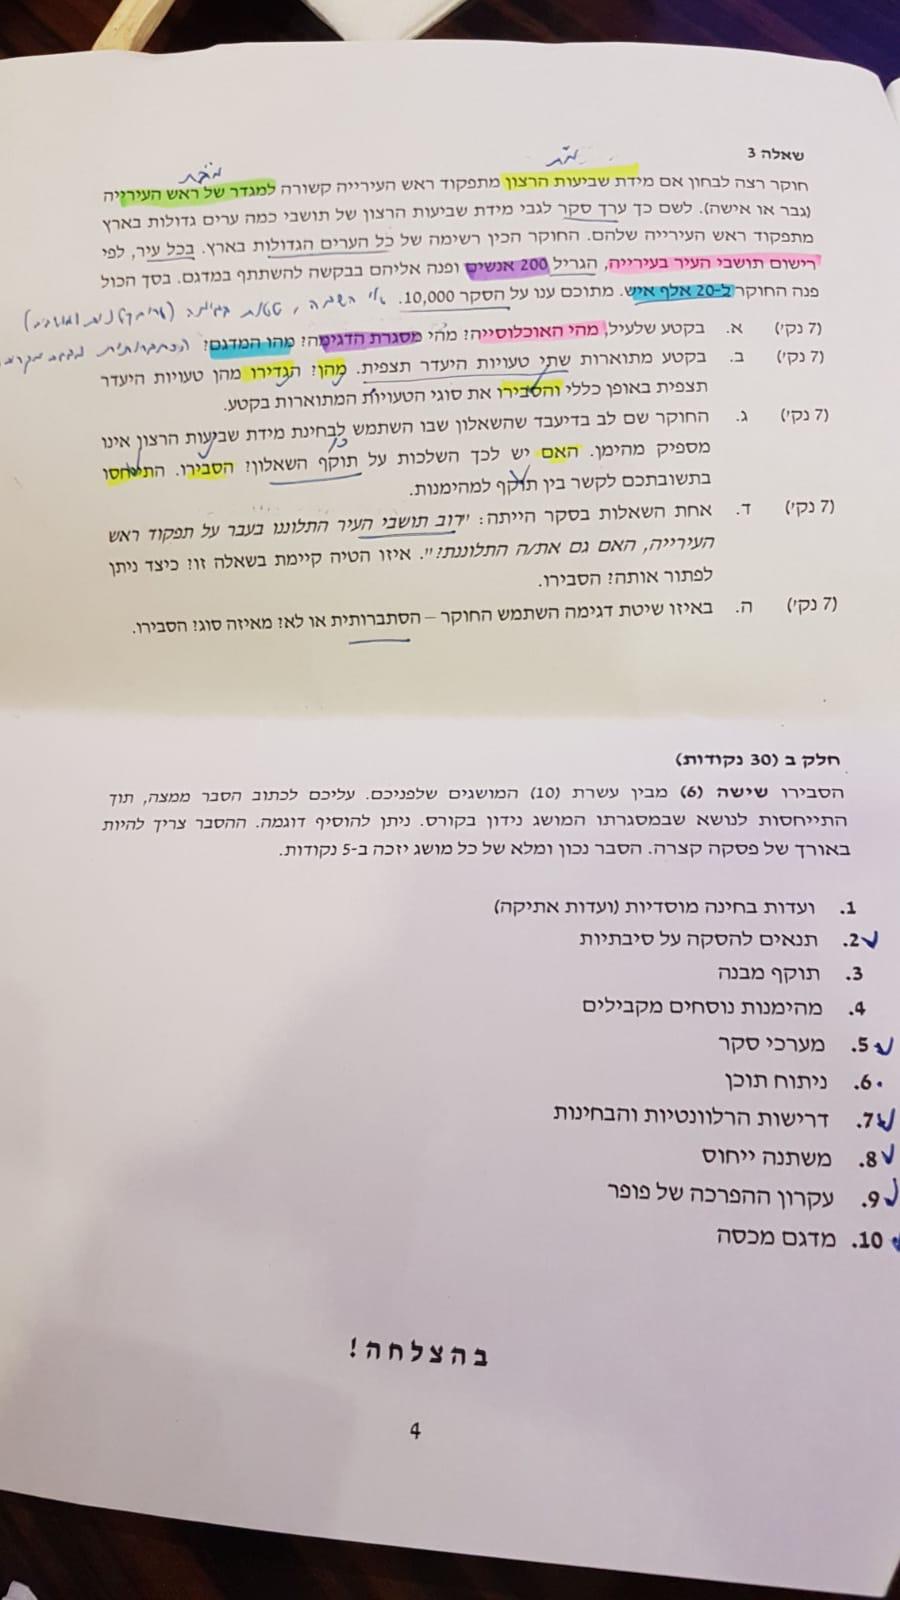 שאלה 3
מ"ת
מב"ת
חוקר רצה לבחון אם מידת שביעות הרצון מתפקוד ראש העירייה קשורה למגדר של ראש העירייה
(גבר או אישה). לשם כך ערך סקר לגבי מידת שביעות הרצון של תושבי כמה ערים גדולות בארץ
מתפקוד ראש העירייה שלהם. החוקר הכין רשימה של כל הערים הגדולות בארץ. בכל עיר, לפי
רישום תושבי העיר בעירייה, הגריל 200 אנשים ופנה אליהם בבקשה להשתתף במדגם. בסך הכול
פנה החוקר ל-20 אלף איש. מתוכם ענו על הסקר 10,000.
אי השבה, טעות דגימה
(7 נק') א. בקטע שלעיל, מהי האוכלוסייה? מהי מסגרת הדגימה? מהו המדגם?
(7 נק') ב. בקטע מתוארות שתי טעויות היעדר תצפית. מהן? הגדירו מהן טעויות היעדר
תצפית באופן כללי והסבירו את סוגי הטעויות המתוארות בקטע.
(7 נק') ג. החוקר שם לב בדיעבד שהשאלון שבו השתמש לבחינת מידת שביעות הרצון אינו
כן
מספיק מהימן. האם יש לכך השלכות על תוקף השאלון? הסבירו. התייחסו
בתשובתכם לקשר בין תוקף למהימנות.
(7 נק') ד. אחת השאלות בסקר הייתה: "רוב תושבי העיר התלוננו בעבר על תפקוד ראש
העירייה, האם גם את/ה התלוננת?". איזו הטיה קיימת בשאלה זו? כיצד ניתן
לפתור אותה? הסבירו.
(7 נק') ה. באיזו שיטת דגימה השתמש החוקר – הסתברותית או לא? מאיזה סוג? הסבירו.
חלק ב (30 נקודות)
הסבירו שישה (6) מבין עשרת (10) המושגים שלפניכם. עליכם לכתוב הסבר ממצה, תוך
התייחסות לנושא שבמסגרתו המושג נידון בקורס. ניתן להוסיף דוגמה. ההסבר צריך להיות
באורך של פסקה קצרה. הסבר נכון ומלא של כל מושג יזכה ב-5 נקודות.
1. ועדות בחינה מוסדיות (ועדות אתיקה)
2. תנאים להסקה על סיבתיות
3. תוקף מבנה
4. מהימנות נוסחים מקבילים
5. מערכי סקר
6. ניתוח תוכן
7. דרישות הרלוונטיות והבחינות
8. משתנה ייחוס
9. עקרון ההפרכה של פופר
10. מדגם מכסה
בהצלחה!
4